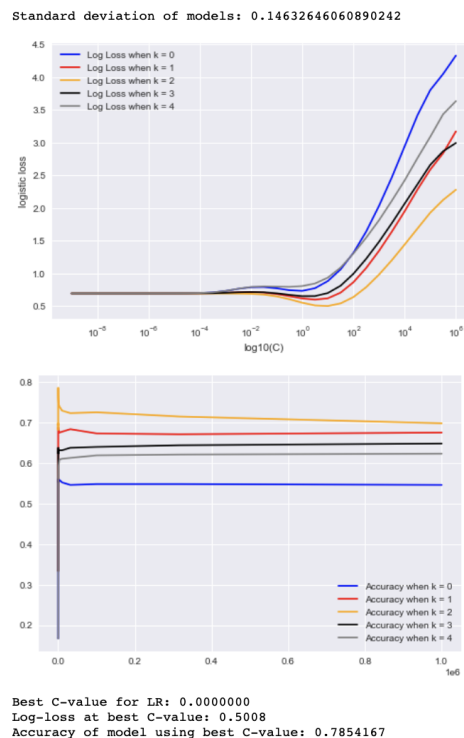 Standard deviation of models: 0.14632646060890242
4.5
Log Loss when k = 0
Log Loss when k = 1
4.0
Log Loss when k = 2
Log Loss when k = 3
3.5
Log Loss when k = 4
3.0
logistic loss
2.5
2.0
1.5
1.0
0.5
10⁻⁸ 10⁻⁶ 10⁻⁴ 10⁻² 10⁰ 10² 10⁴ 10⁶
log10(C)
0.8
0.7
0.6
0.5
0.4
0.3
Accuracy when k = 0
Accuracy when k = 1
Accuracy when k = 2
0.2
Accuracy when k = 3
Accuracy when k = 4
0.0 0.2 0.4 0.6 0.8 1.0
1e6
Best C-value for LR: 0.0000000
Log-loss at best C-value: 0.5008
Accuracy of model using best C-value: 0.7854167